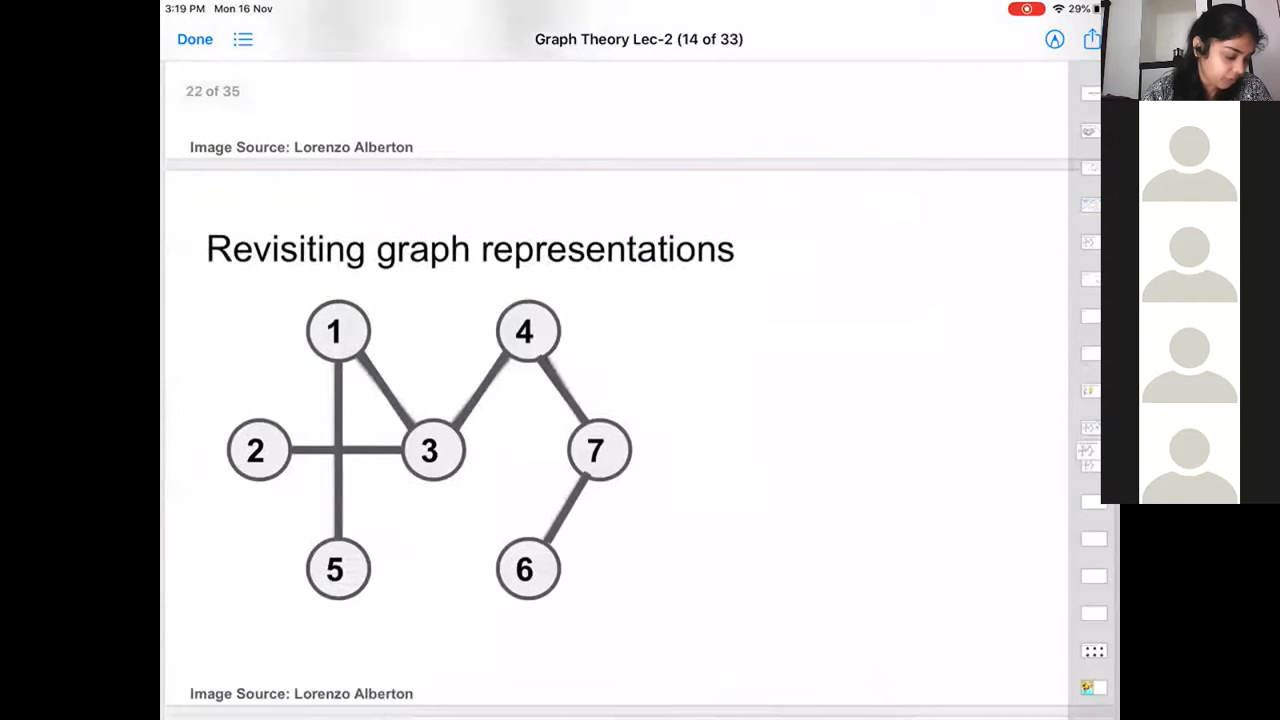 3:19 PM Mon 16 Nov
29%
Done
Graph Theory Lec-2 (14 of 33)
22 of 35
Image Source: Lorenzo Alberton
Revisiting graph representations
1
4
2
3
7
5
6
Image Source: Lorenzo Alberton